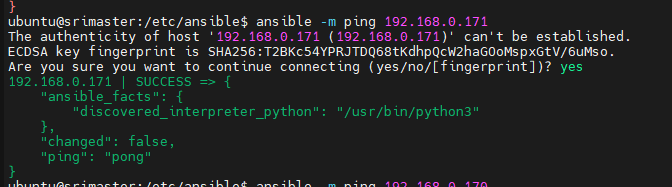 }
ubuntu@srimaster:/etc/ansible$ ansible -m ping 192.168.0.171
The authenticity of host '192.168.0.171 (192.168.0.171)' can't be established.
ECDSA key fingerprint is SHA256:T2BKc54YPRJTDQ68tKdhpQcW2haGOoMspxGtV/6uMso.
Are you sure you want to continue connecting (yes/no/[fingerprint])? yes
192.168.0.171 | SUCCESS => {
    "ansible_facts": {
        "discovered_interpreter_python": "/usr/bin/python3"
    },
    "changed": false,
    "ping": "pong"
}
ubuntu@srimaster:/etc/ansible$ ansible -m ping 192.168.0.170